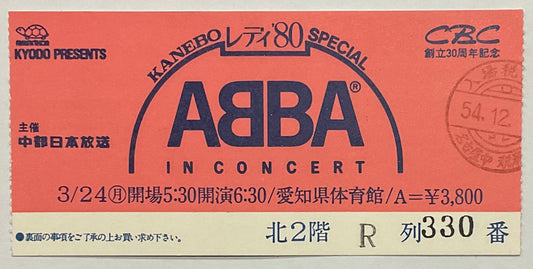 KYODO PRESENTS
KANEBO レディ'80 SPECIAL
CBC
創立30周年記念
主催
中部日本放送
ABBA®
IN CONCERT
54.12.
3/24㊊開場5:30開演6:30/愛知県体育館/A=¥3,800
●裏面の事項をご了承の上お買い求め下さい。
北2階 R 列330番